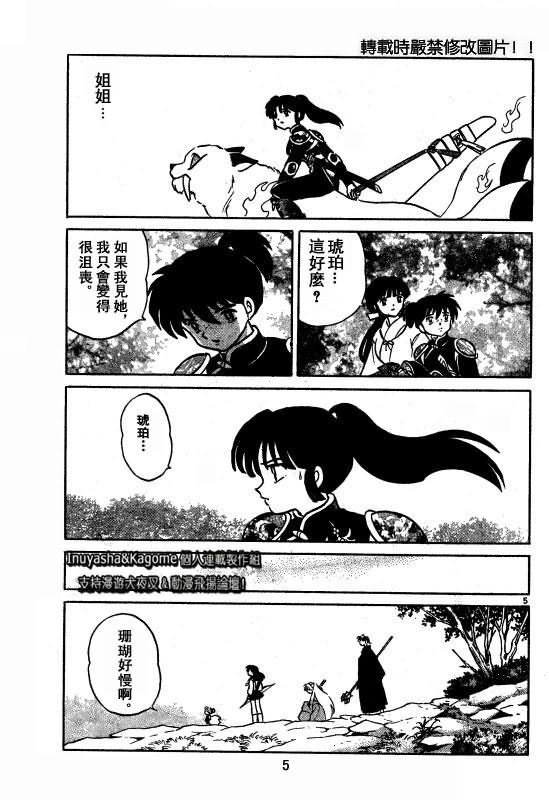 轉載時嚴禁修改圖片！！
姐姐…
琥珀…
這好麼？
如果我見她，
我只會變得
很沮喪。
琥珀…
Inuyasha&Kagome 個人連載製作組
支持漫遊犬夜叉&動漫飛揚論壇！
5
珊瑚好慢啊。
5